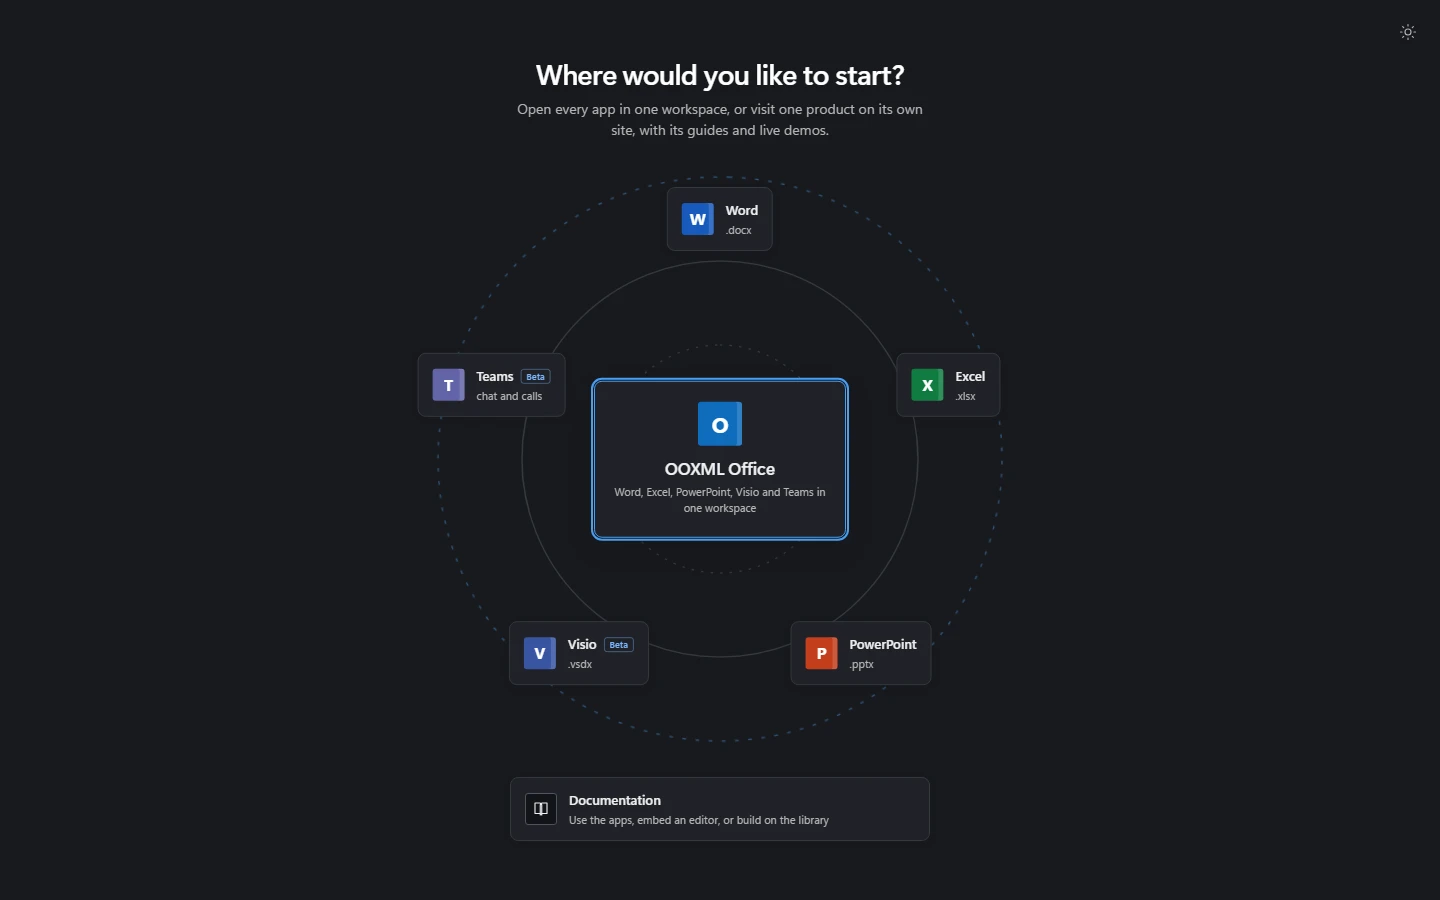 Where would you like to start?
Open every app in one workspace, or visit one product on its own
site, with its guides and live demos.
W
Word
.docx
T
Teams Beta
chat and calls
X
Excel
.xlsx
O
OOXML Office
Word, Excel, PowerPoint, Visio and Teams in
one workspace
V
Visio Beta
.vsdx
P
PowerPoint
.pptx
Documentation
Use the apps, embed an editor, or build on the library